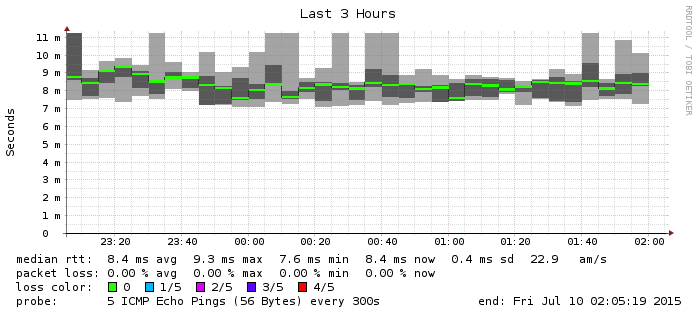 Last 3 Hours
RRDTOOL / TOBI OETIKER
Seconds
11 m
10 m
9 m
8 m
7 m
6 m
5 m
4 m
3 m
2 m
1 m
0
23:20 23:40 00:00 00:20 00:40 01:00 01:20 01:40 02:00
median rtt: 8.4 ms avg 9.3 ms max 7.6 ms min 8.4 ms now 0.4 ms sd 22.9 am/s
packet loss: 0.00 % avg 0.00 % max 0.00 % min 0.00 % now
loss color: 0 1/5 2/5 3/5 4/5
probe: 5 ICMP Echo Pings (56 Bytes) every 300s end: Fri Jul 10 02:05:19 2015